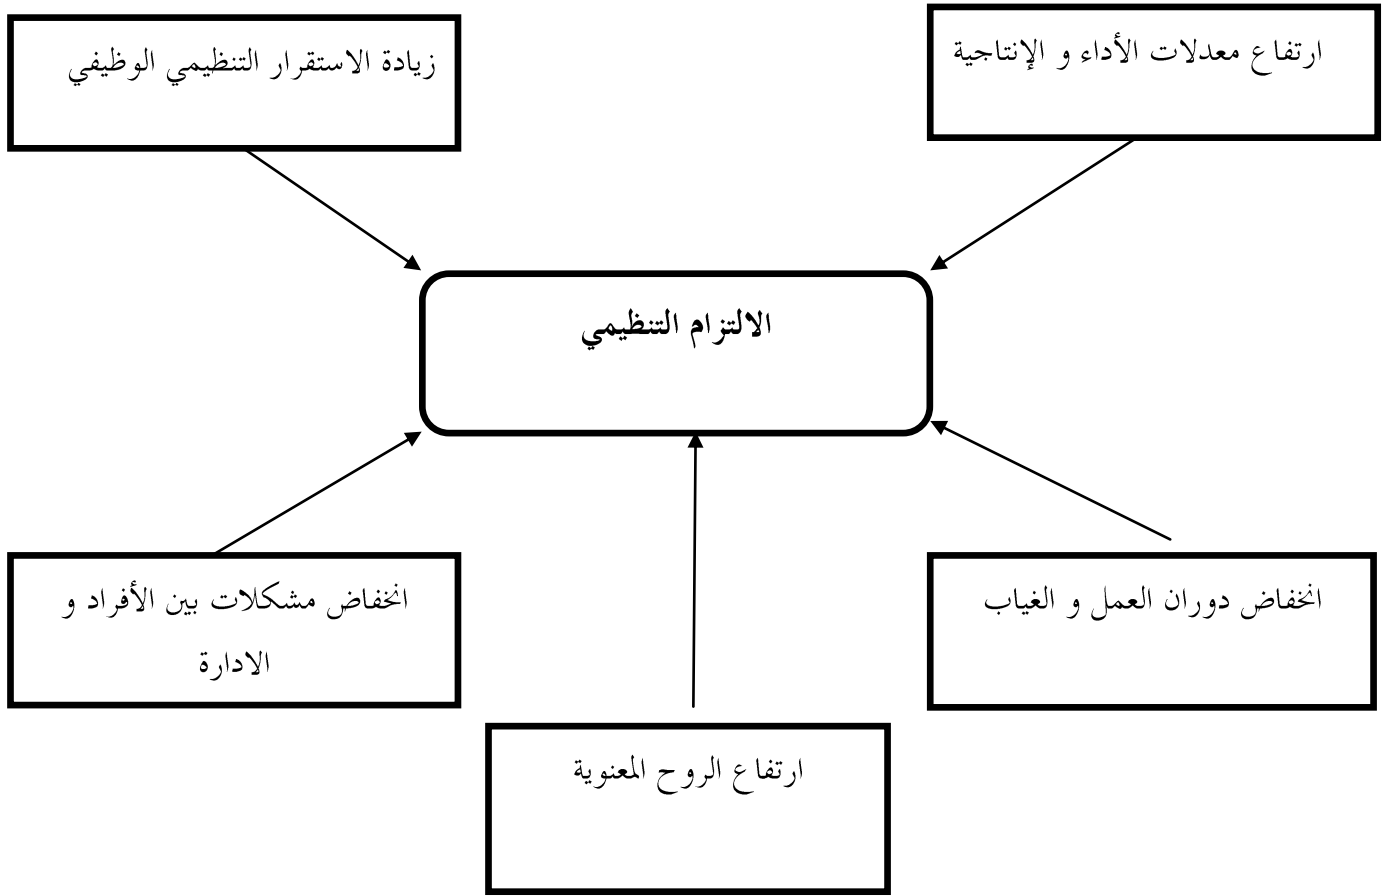 ارتفاع معدلات الأداء و الإنتاجية
زيادة الاستقرار التنظيمي الوظيفي
الالتزام التنظيمي
انخفاض دوران العمل و الغياب
انخفاض مشكلات بين الأفراد و
الادارة
ارتفاع الروح المعنوية